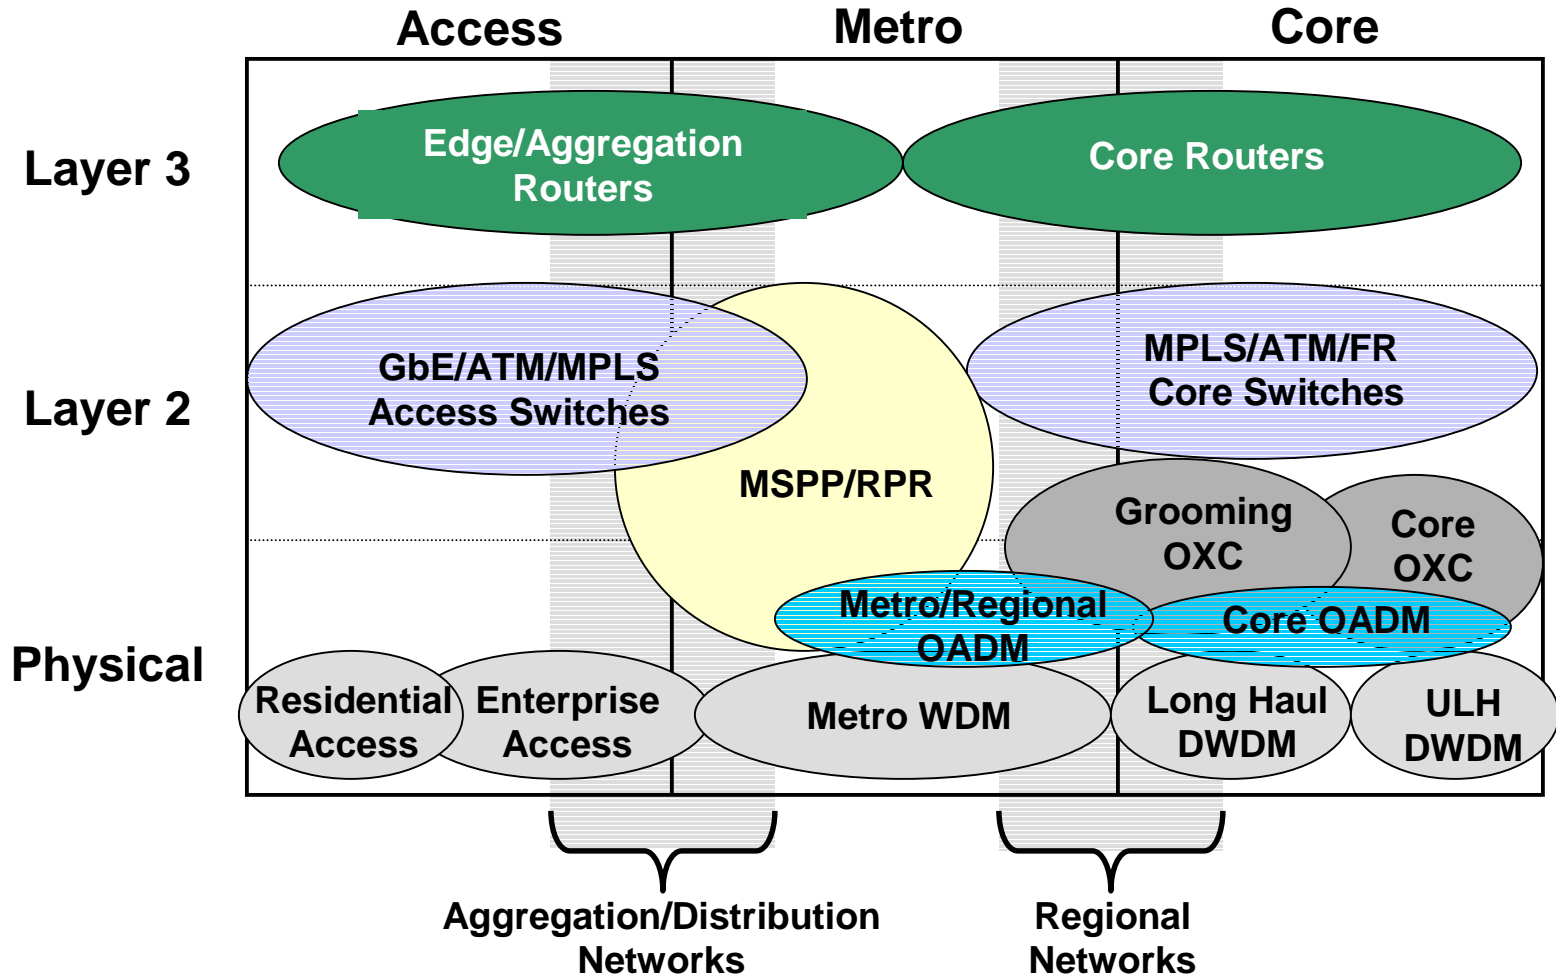 Access Metro Core
Layer 3
Edge/Aggregation
Routers
Core Routers
Layer 2
GbE/ATM/MPLS
Access Switches
MSPP/RPR
MPLS/ATM/FR
Core Switches
Grooming
OXC
Core
OXC
Physical
Metro/Regional
OADM
Core OADM
Residential
Access
Enterprise
Access
Metro WDM
Long Haul
DWDM
ULH
DWDM
Aggregation/Distribution
Networks
Regional
Networks